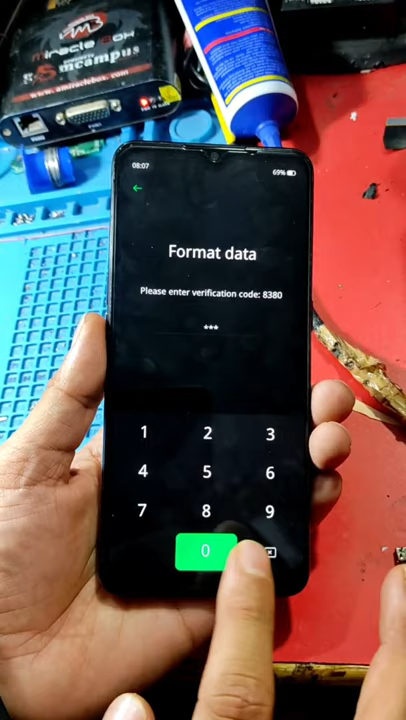 miracle BOX
mcampus
www.amiraclebox.com
08:07
69%
←
Format data
Please enter verification code: 8380
***
1 2 3
4 5 6
7 8 9
0